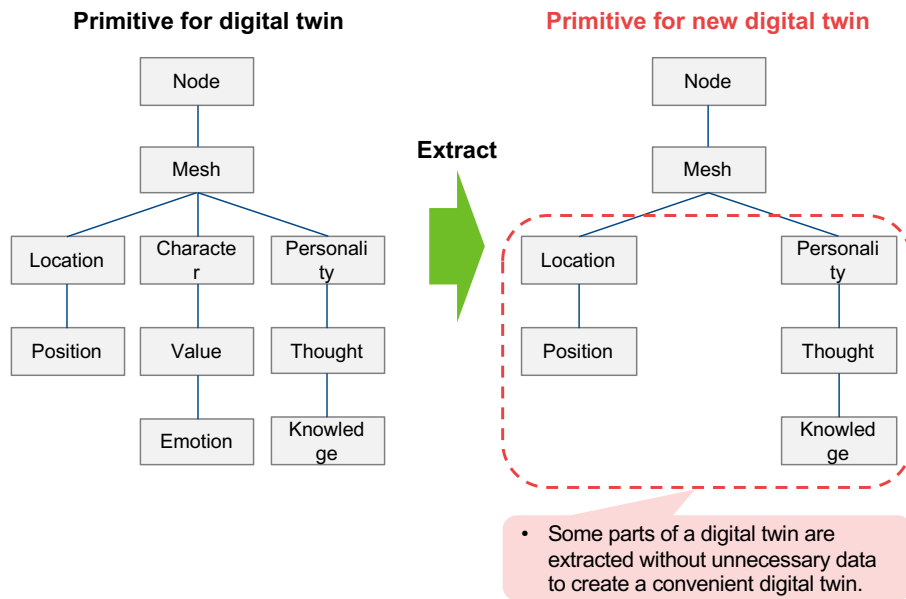 Primitive for digital twin
Node
Mesh
Location
Characte
r
Personali
ty
Position
Value
Thought
Emotion
Knowled
ge
Extract
Primitive for new digital twin
Node
Mesh
Location
Personali
ty
Position
Thought
Knowled
ge
• Some parts of a digital twin are
extracted without unnecessary data
to create a convenient digital twin.